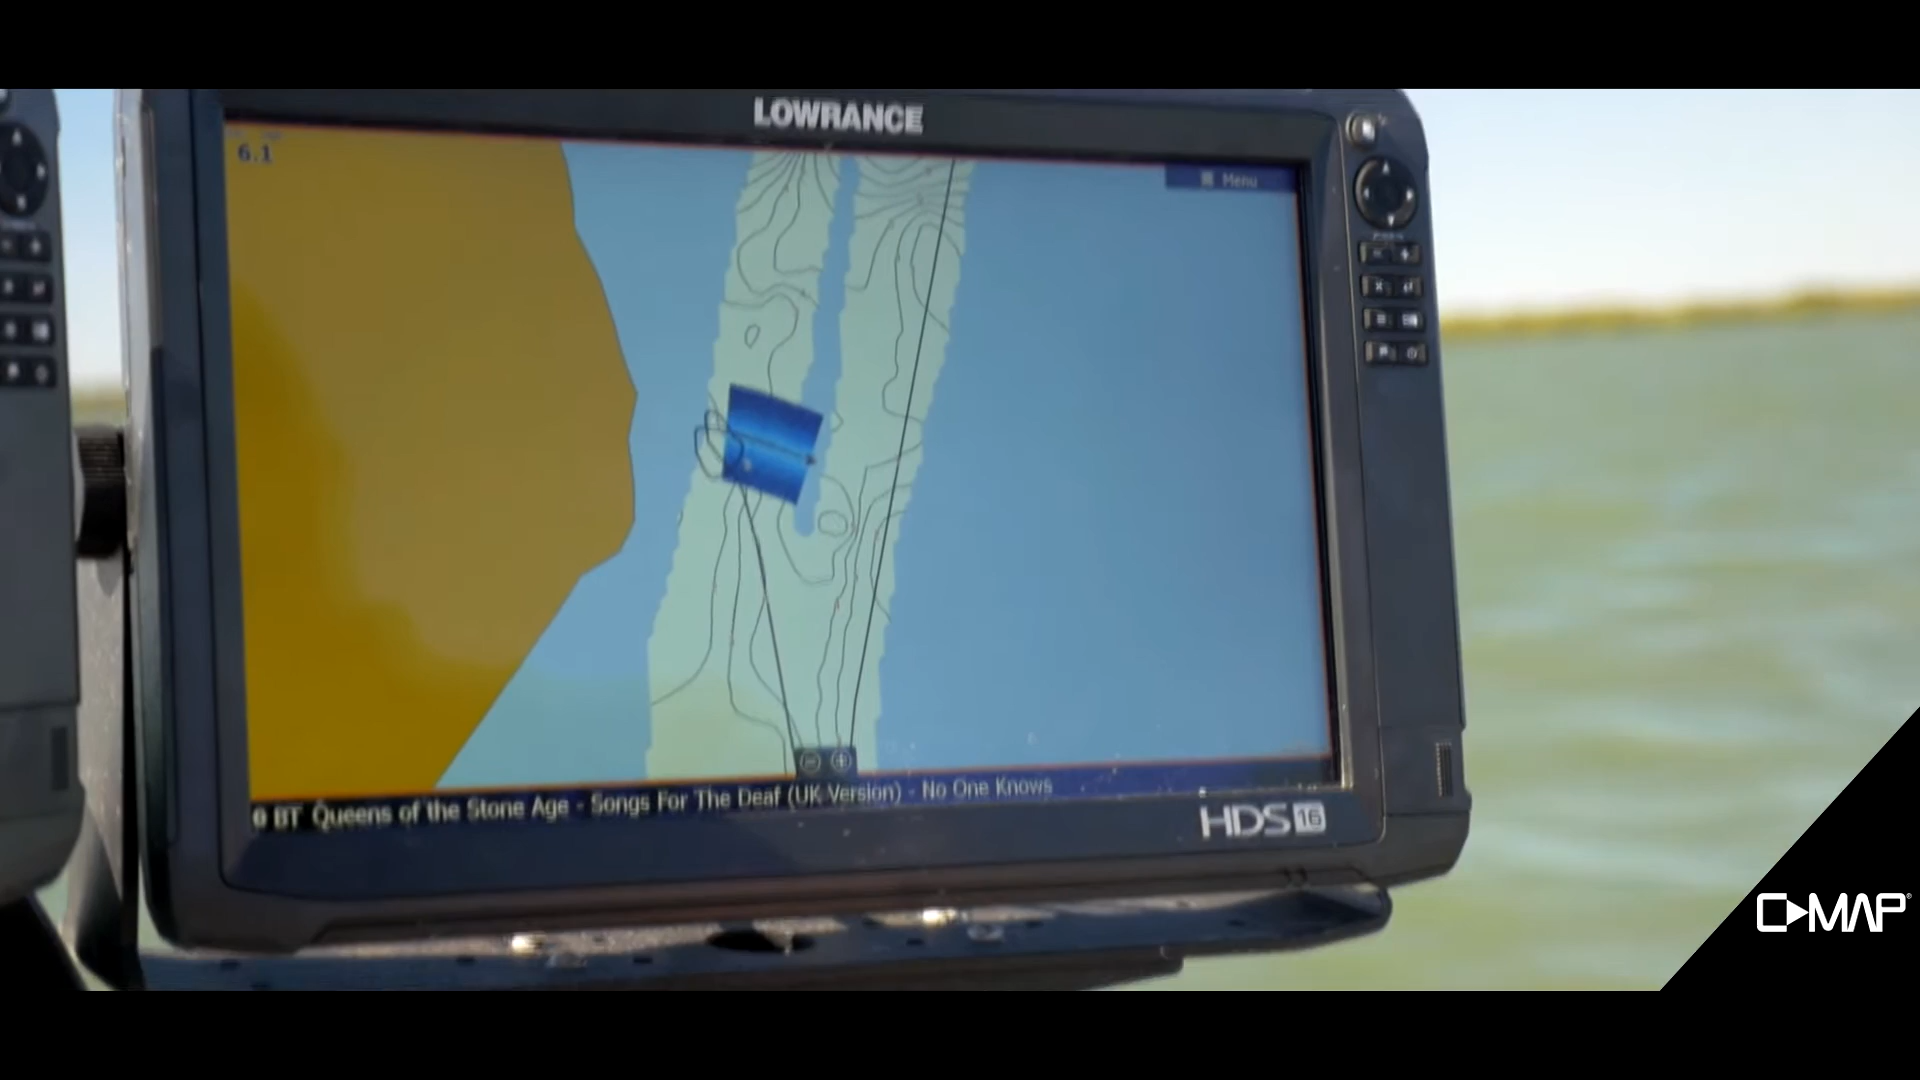 LOWRANCE
6.1
Menu
BT Queens of the Stone Age - Songs For The Deaf (UK Version) - No One Knows
HDS 16
C-MAP®